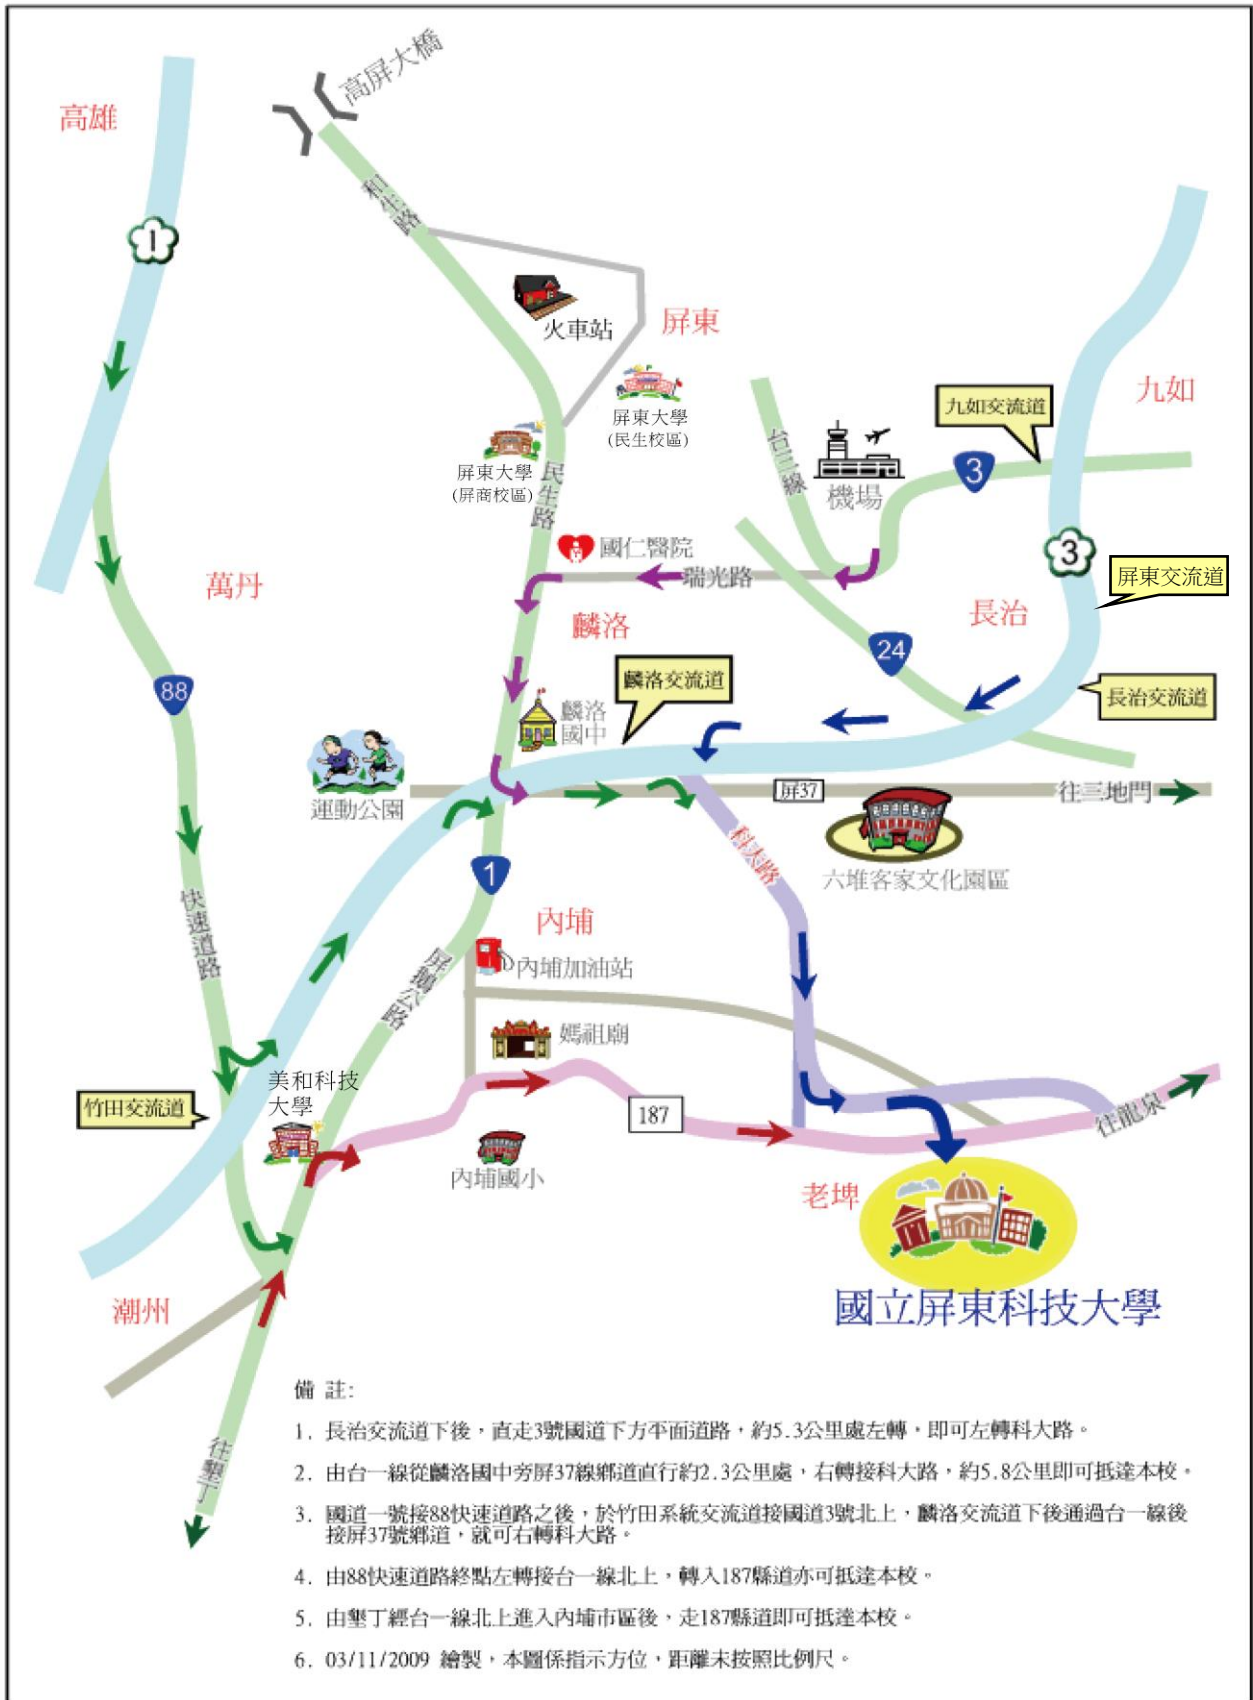 高屏大橋
高雄
1
和生路
火車站
屏東
九如
九如交流道
屏東大學
(民生校區)
台三線
屏東大學
(屏商校區)
民生路
機場
3
3
國仁醫院
瑞光路
屏東交流道
萬丹
麟洛
長治
24
88
麟洛交流道
長治交流道
麟洛
國中
運動公園
屏37
往三地門
科大路
1
六堆客家文化園區
快速道路
內埔
屏鵝公路
內埔加油站
媽祖廟
美和科技
大學
竹田交流道
187
往龍泉
內埔國小
老埤
潮州
國立屏東科技大學
往墾丁
備 註:
1. 長治交流道下後，直走3號國道下方平面道路，約5.3公里處左轉，即可左轉科大路。
2. 由台一線從麟洛國中旁屏37線鄉道直行約2.3公里處，右轉接科大路，約5.8公里即可抵達本校。
3. 國道一號接88快速道路之後，於竹田系統交流道接國道3號北上，麟洛交流道下後通過台一線後
接屏37號鄉道，就可右轉科大路。
4. 由88快速道路終點左轉接台一線北上，轉入187縣道亦可抵達本校。
5. 由墾丁經台一線北上進入內埔市區後，走187縣道即可抵達本校。
6. 03/11/2009 繪製，本圖係指示方位，距離未按照比例尺。